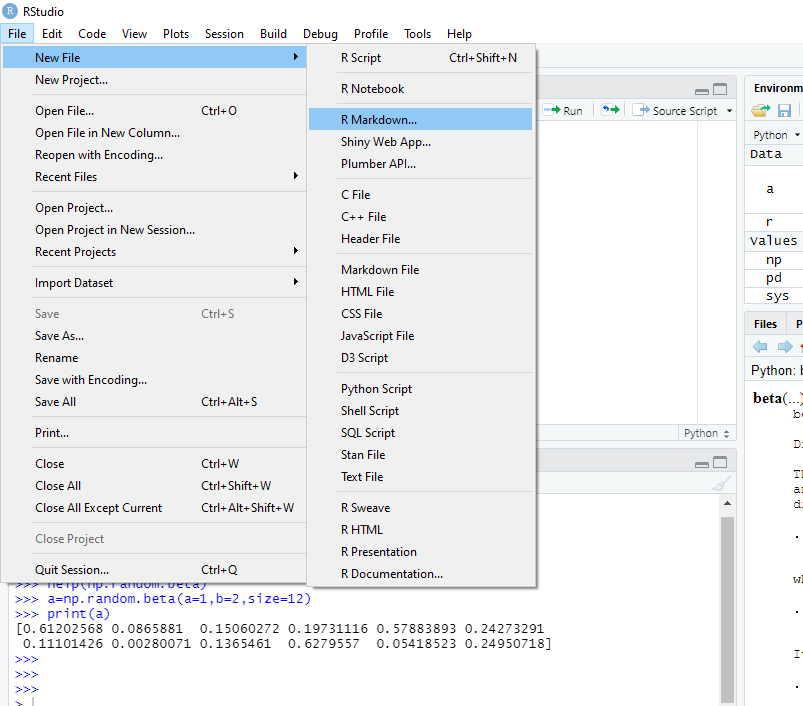 RStudio
File Edit Code View Plots Session Build Debug Profile Tools Help
New File
New Project...
Open File... Ctrl+O
Open File in New Column...
Reopen with Encoding...
Recent Files
Open Project...
Open Project in New Session...
Recent Projects
Import Dataset
Save Ctrl+S
Save As...
Rename
Save with Encoding...
Save All Ctrl+Alt+S
Print...
Close Ctrl+W
Close All Ctrl+Shift+W
Close All Except Current Ctrl+Alt+Shift+W
Close Project
Quit Session... Ctrl+Q
R Script Ctrl+Shift+N
R Notebook
R Markdown...
Shiny Web App...
Plumber API...
C File
C++ File
Header File
Markdown File
HTML File
CSS File
JavaScript File
D3 Script
Python Script
Shell Script
SQL Script
Stan File
Text File
R Sweave
R HTML
R Presentation
R Documentation...
Run Source Script
Python
>>> help(np.random.beta)
>>> a=np.random.beta(a=1,b=2,size=12)
>>> print(a)
[0.61202568 0.0865881 0.15060272 0.19731116 0.57883893 0.24273291
0.11101426 0.00280071 0.1365461 0.6279557 0.05418523 0.24950718]
>>>
>>>
>>>
>
Environm
Python
Data
a
r
Values
np
pd
sys
Files P
Python: b
beta(...)
be
Di
Th
an
di
.
wh
.
If
.